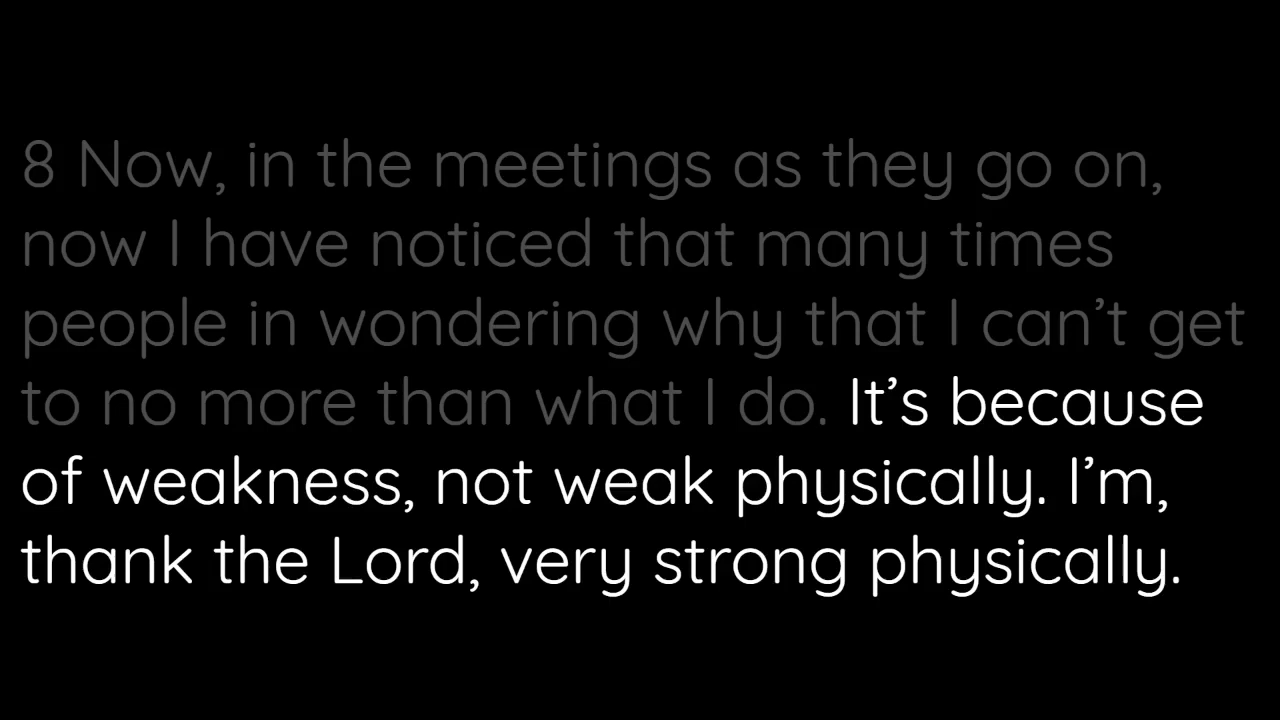 8 Now, in the meetings as they go on,
now I have noticed that many times
people in wondering why that I can’t get
to no more than what I do. It’s because
of weakness, not weak physically. I’m,
thank the Lord, very strong physically.